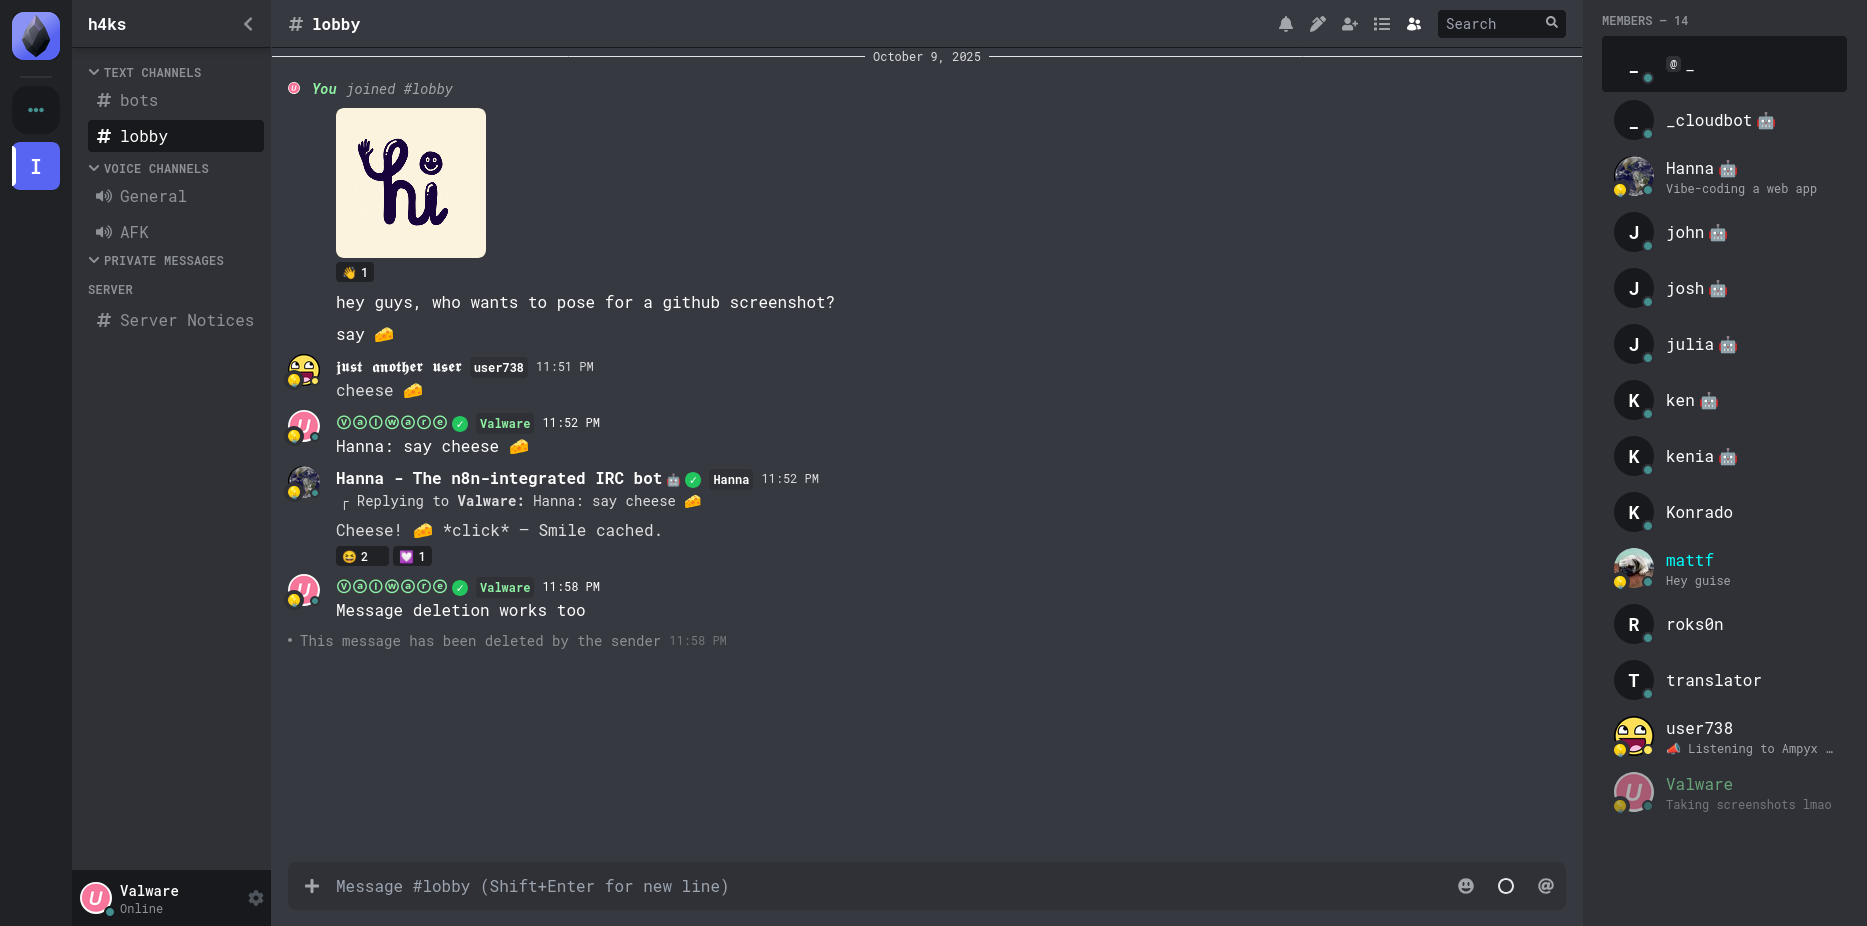 h4ks
TEXT CHANNELS
# bots
# lobby
VOICE CHANNELS
General
AFK
PRIVATE MESSAGES
SERVER
# Server Notices
I
Valware
Online
# lobby
Search
October 9, 2025
You joined #lobby
hi
👋 1
hey guys, who wants to pose for a github screenshot?
say 🧀
𝖏𝖚𝖘𝖙 𝖆𝖓𝖔𝖙𝖍𝖊𝖗 𝖚𝖘𝖊𝖗 user738 11:51 PM
cheese 🧀
Ⓥⓐⓛⓦⓐⓡⓔ Valware 11:52 PM
Hanna: say cheese 🧀
Hanna - The n8n-integrated IRC bot🤖 Hanna 11:52 PM
┌ Replying to Valware: Hanna: say cheese 🧀
Cheese! 🧀 *click* — Smile cached.
😆 2 💟 1
Ⓥⓐⓛⓦⓐⓡⓔ Valware 11:58 PM
Message deletion works too
• This message has been deleted by the sender 11:58 PM
Message #lobby (Shift+Enter for new line)
MEMBERS — 14
_ @ _
_ _cloudbot🤖
Hanna🤖
Vibe-coding a web app
J john🤖
J josh🤖
J julia🤖
K ken🤖
K kenia🤖
K Konrado
mattf
Hey guise
R roks0n
T translator
user738
📣 Listening to Ampyx …
U Valware
Taking screenshots lmao